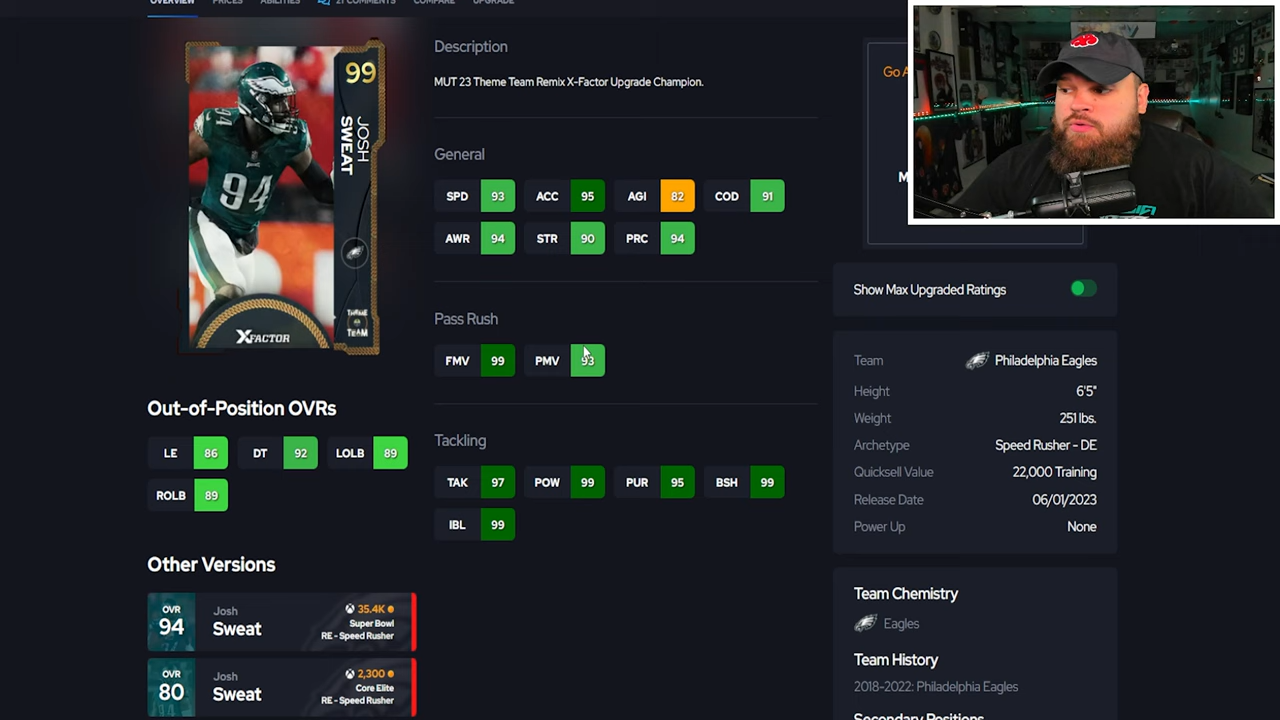 OVERVIEW PRICES ABILITIES 21 COMMENTS COMPARE UPGRADE
99
JOSH
SWEAT
94
94
XFACTOR
THEME
TEAM
Description
MUT 23 Theme Team Remix X-Factor Upgrade Champion.
General
SPD 93 ACC 95 AGI 82 COD 91
AWR 94 STR 90 PRC 94
Pass Rush
FMV 99 PMV 93
Tackling
TAK 97 POW 99 PUR 95 BSH 99
IBL 99
Out-of-Position OVRs
LE 86 DT 92 LOLB 89
ROLB 89
Other Versions
OVR
94
Josh
Sweat
35.4K
Super Bowl
RE - Speed Rusher
OVR
80
Josh
Sweat
2,300
Core Elite
RE - Speed Rusher
Go A
M
Show Max Upgraded Ratings
Team Philadelphia Eagles
Height 6'5"
Weight 251 lbs.
Archetype Speed Rusher - DE
Quicksell Value 22,000 Training
Release Date 06/01/2023
Power Up None
Team Chemistry
Eagles
Team History
2018-2022: Philadelphia Eagles
Secondary Positions